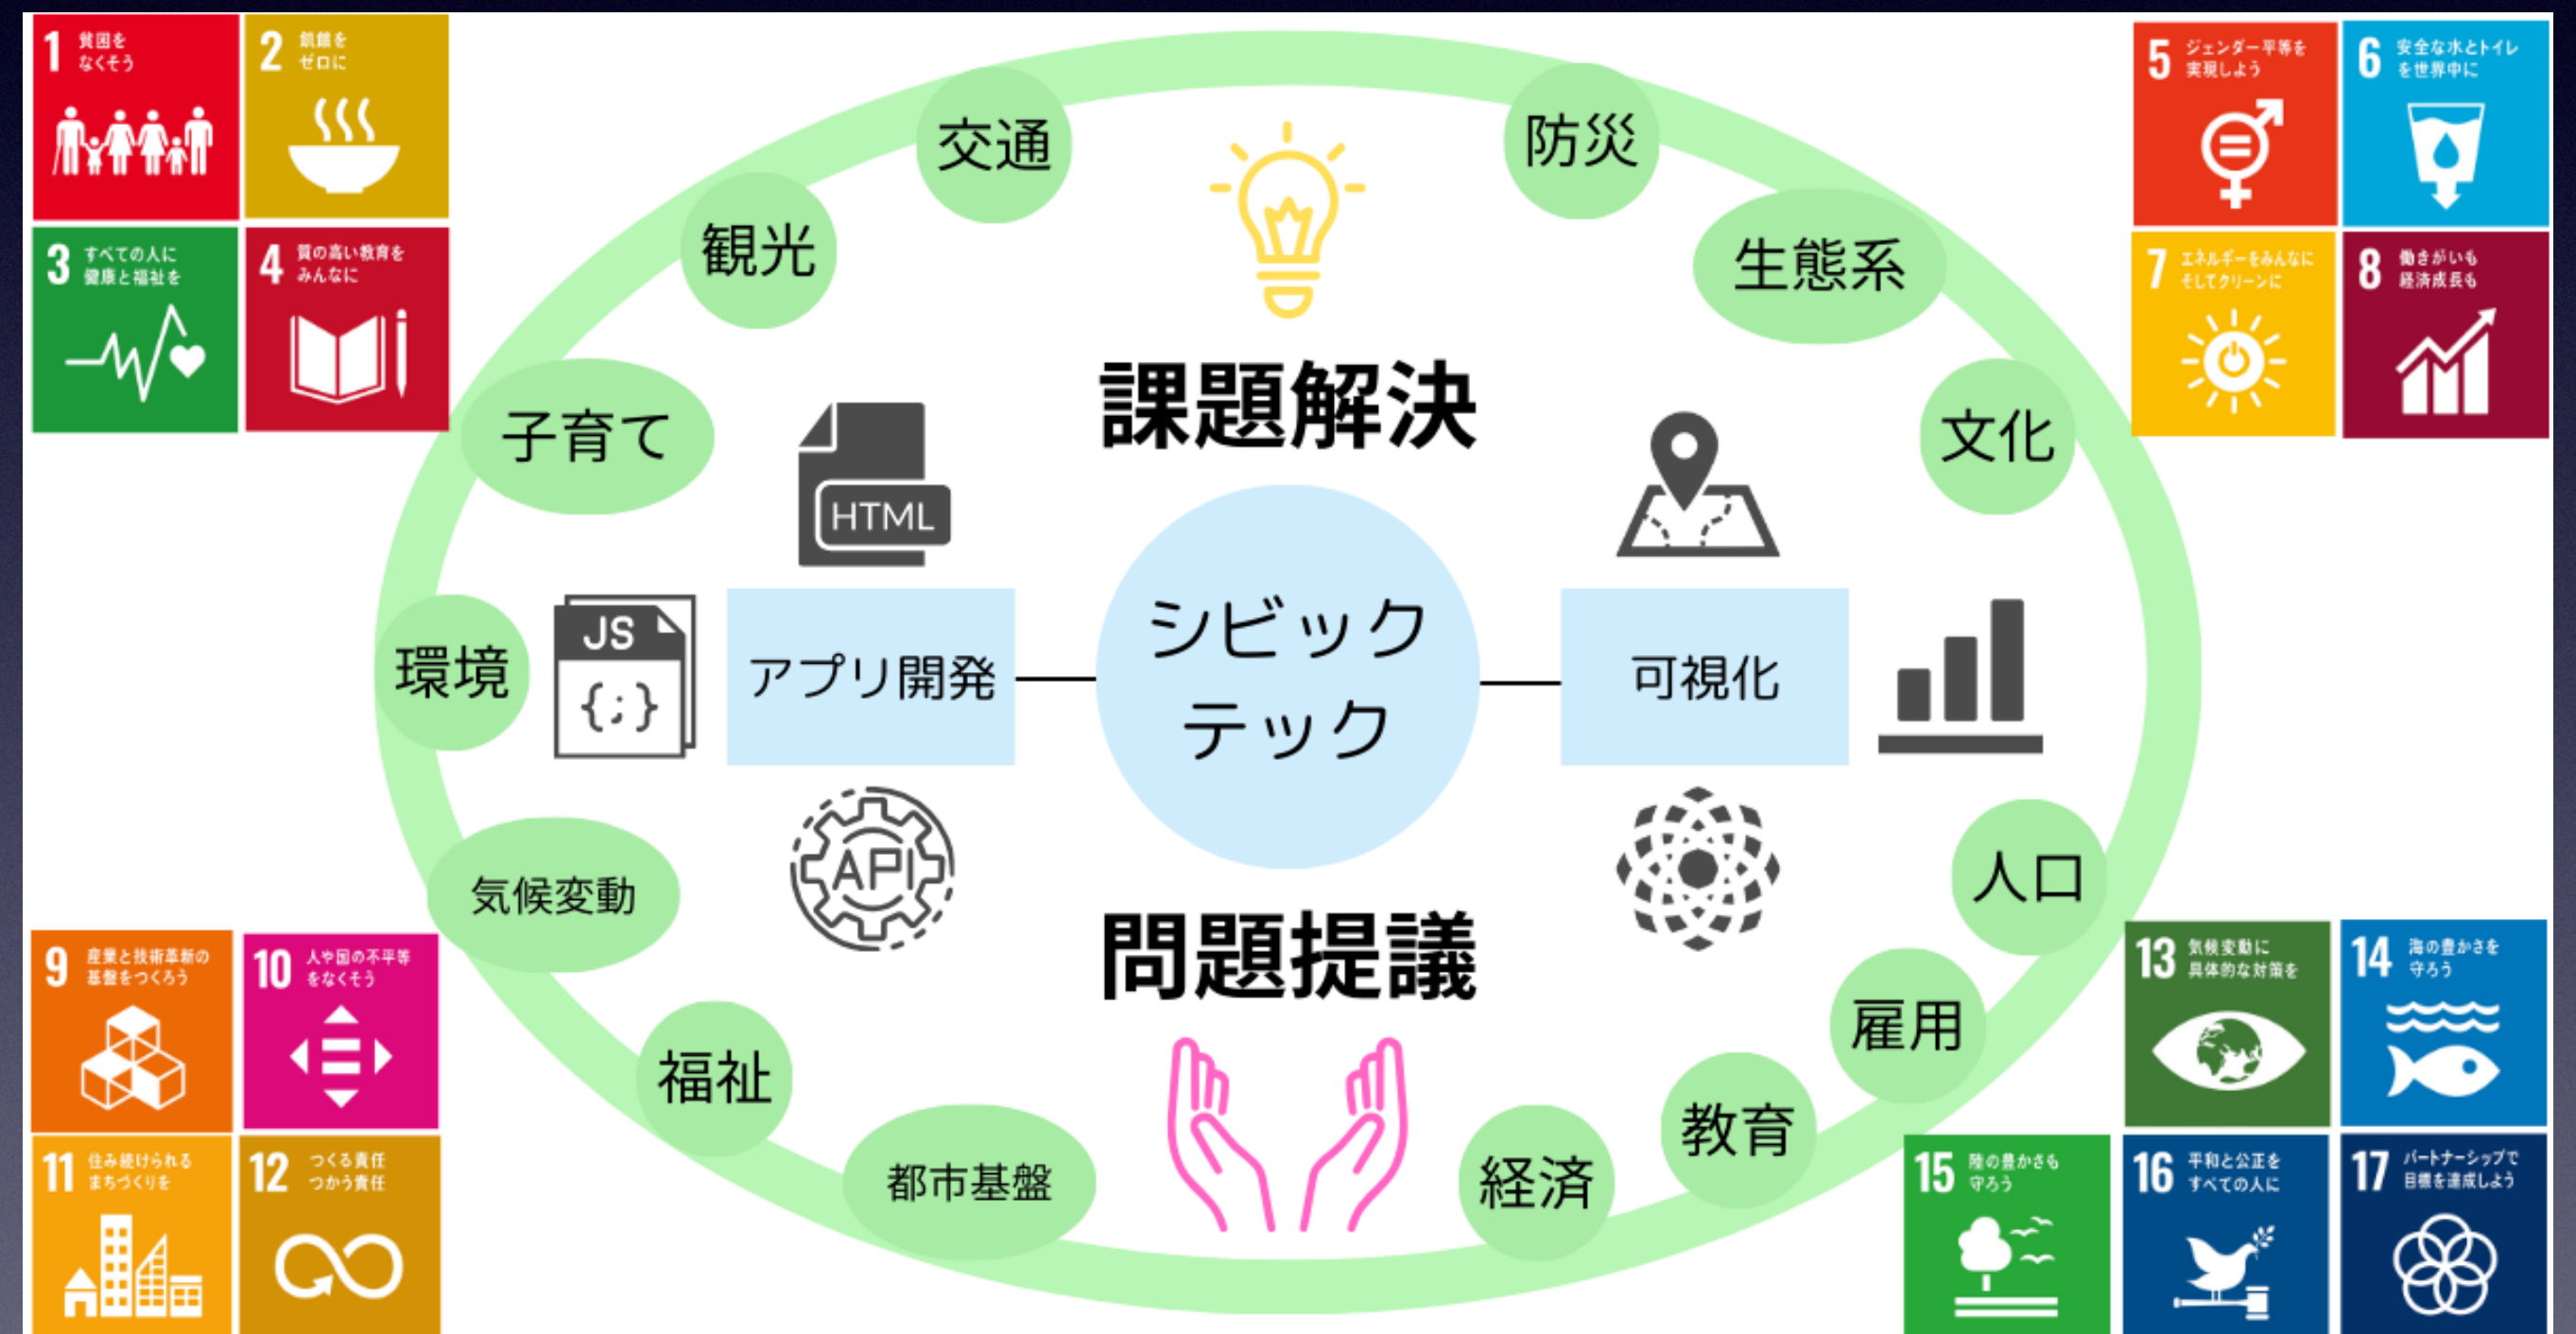 1 貧困を
なくそう
2 飢餓を
ゼロに
3 すべての人に
健康と福祉を
4 質の高い教育を
みんなに
5 ジェンダー平等を
実現しよう
6 安全な水とトイレ
を世界中に
7 エネルギーをみんなに
そしてクリーンに
8 働きがいも
経済成長も
交通
防災
観光
生態系
子育て
文化
課題解決
HTML
環境
JS
{;}
アプリ開発
シビック
テック
可視化
気候変動
API
人口
問題提議
福祉
雇用
都市基盤
教育
経済
9 産業と技術革新の
基盤をつくろう
10 人や国の不平等
をなくそう
11 住み続けられる
まちづくりを
12 つくる責任
つかう責任
13 気候変動に
具体的な対策を
14 海の豊かさを
守ろう
15 陸の豊かさも
守ろう
16 平和と公正を
すべての人に
17 パートナーシップで
目標を達成しよう